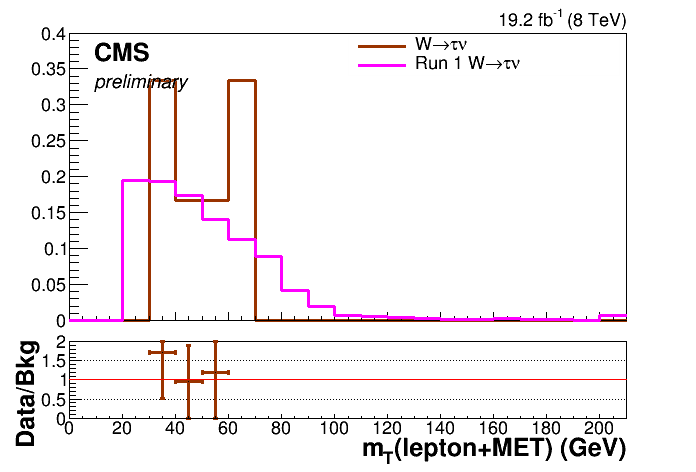 19.2 fb⁻¹ (8 TeV)
CMS
preliminary
W→τν
Run 1 W→τν
0.4
0.35
0.3
0.25
0.2
0.15
0.1
0.05
0
Data/Bkg
2
1.5
1
0.5
0
0 20 40 60 80 100 120 140 160 180 200
m_T(lepton+MET) (GeV)